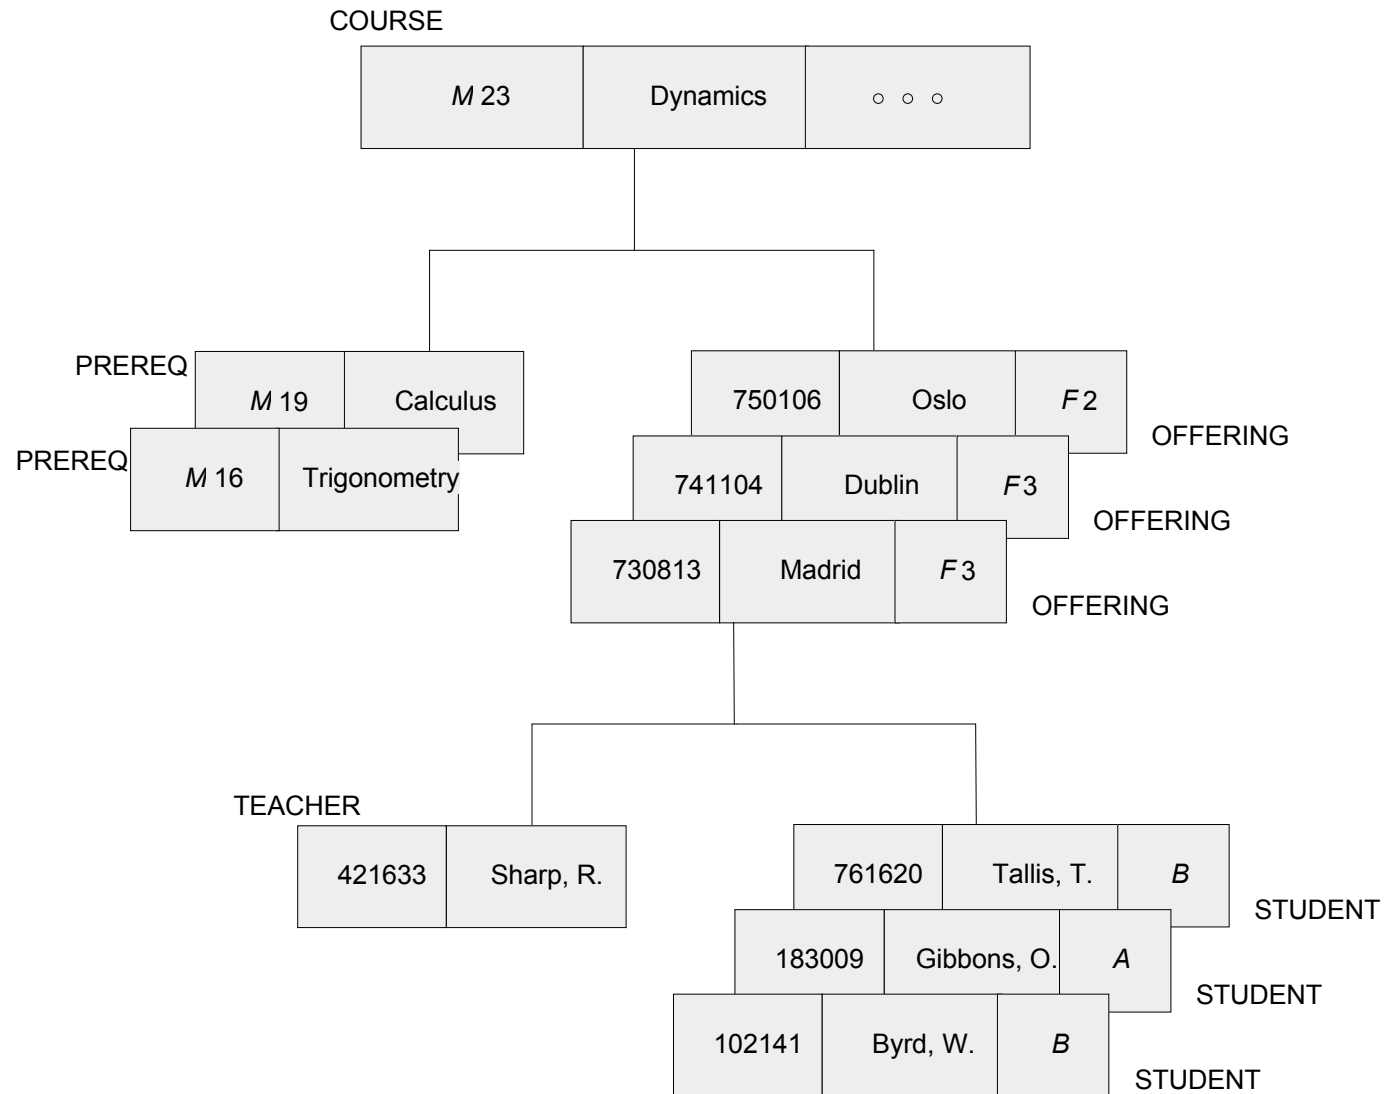 COURSE
M 23 Dynamics
PREREQ
M 19 Calculus
PREREQ
M 16 Trigonometry
750106 Oslo F 2
OFFERING
741104 Dublin F 3
OFFERING
730813 Madrid F 3
OFFERING
TEACHER
421633 Sharp, R.
761620 Tallis, T. B
STUDENT
183009 Gibbons, O. A
STUDENT
102141 Byrd, W. B
STUDENT